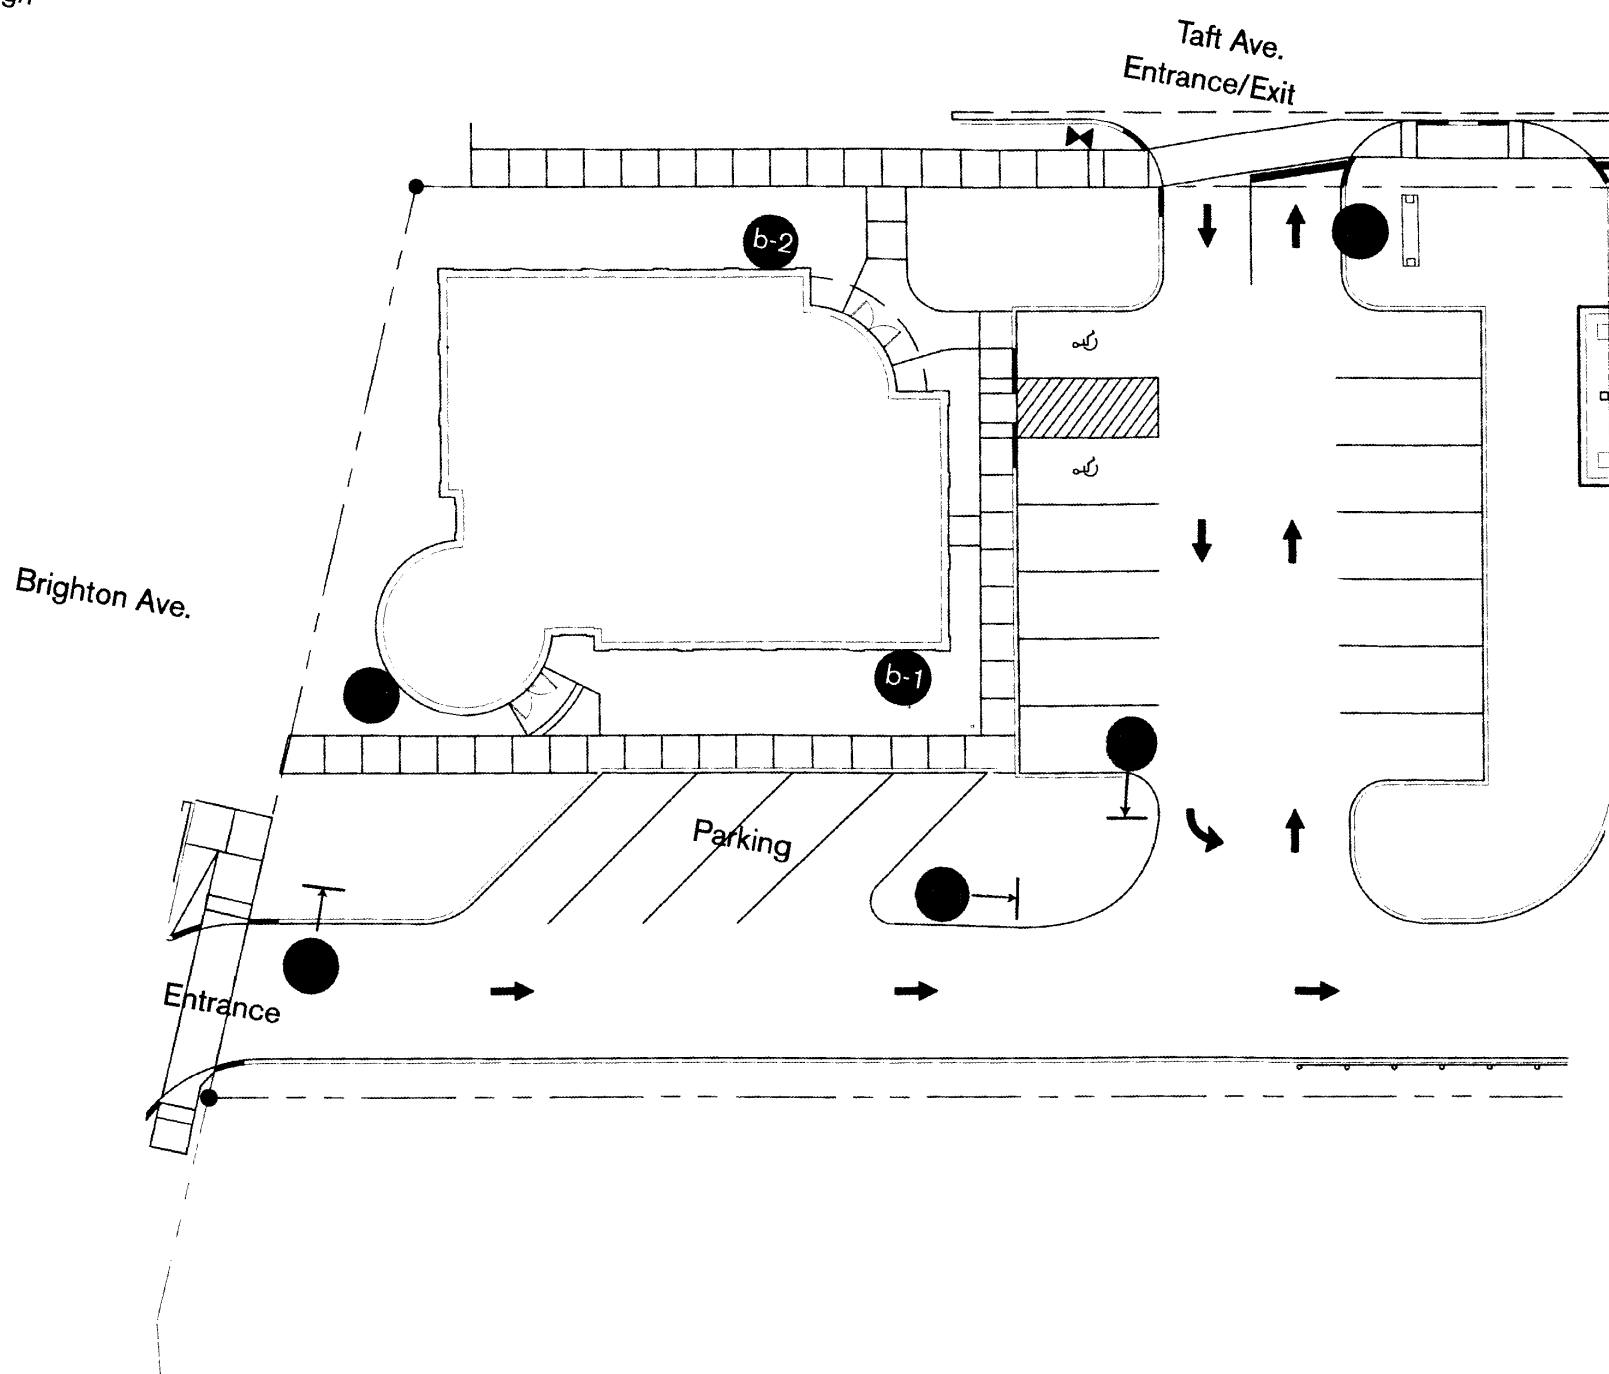 Taft Ave.
Entrance/Exit
b-2
Brighton Ave.
b-1
Parking
Entrance